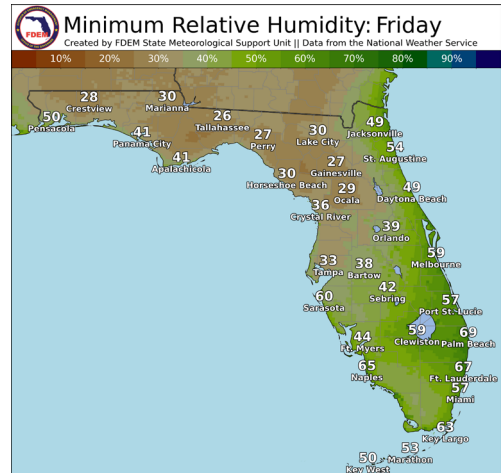 FDEM
Minimum Relative Humidity: Friday
Created by FDEM State Meteorological Support Unit || Data from the National Weather Service
10% 20% 30% 40% 50% 60% 70% 80% 90%
28
Crestview
30
Marianna
50
Pensacola
41
Panama City
26
Tallahassee
27
Perry
30
Lake City
49
Jacksonville
54
St. Augustine
41
Apalachicola
27
Gainesville
30
Horseshoe Beach
29
Ocala
49
Daytona Beach
36
Crystal River
39
Orlando
59
Melbourne
33
Tampa
38
Bartow
42
Sebring
60
Sarasota
57
Port St. Lucie
44
Ft. Myers
59
Clewiston
69
Palm Beach
65
Naples
67
Ft. Lauderdale
57
Miami
63
Key Largo
53
Marathon
50
Key West